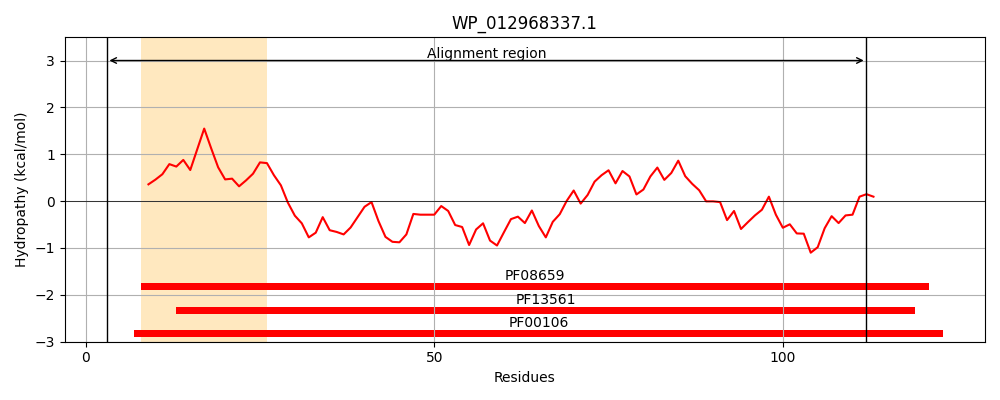 WP_012968337.1
Alignment region
Hydropathy (kcal/mol)
3
2
1
0
−1
−2
−3
PF08659
PF13561
PF00106
0
50
100
Residues